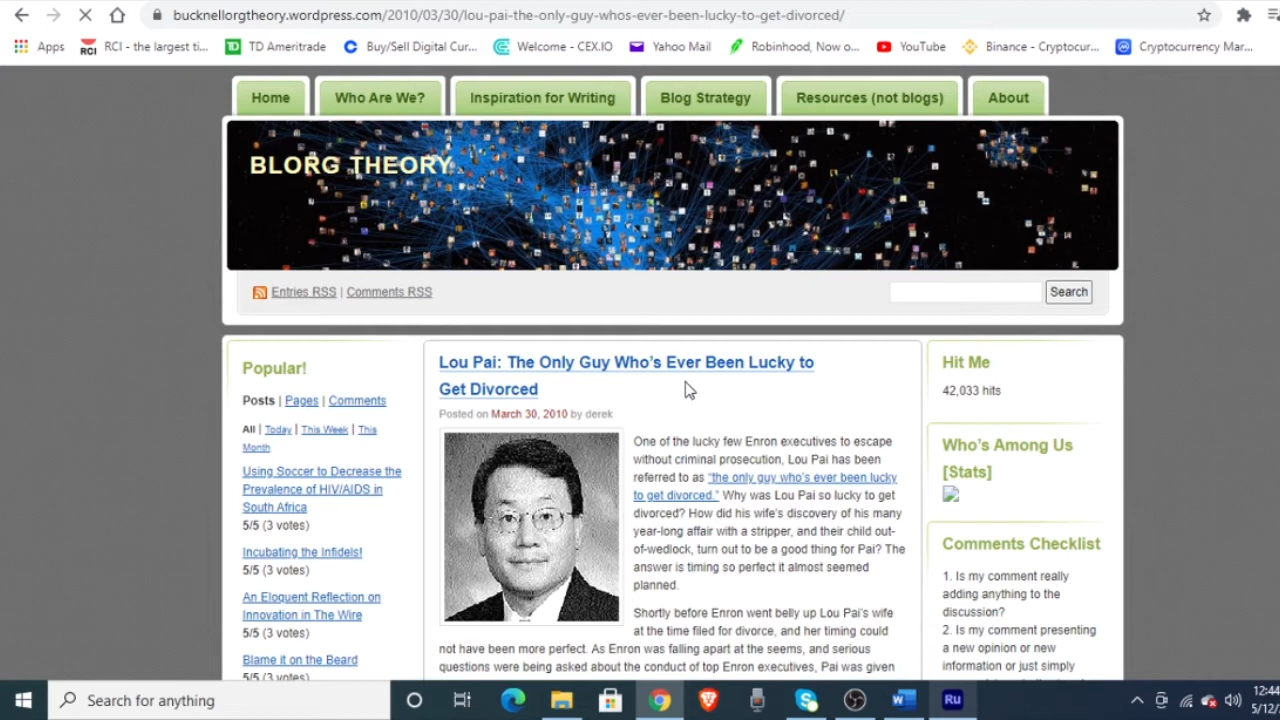 bucknellorgtheory.wordpress.com/2010/03/30/lou-pai-the-only-guy-whos-ever-been-lucky-to-get-divorced/
Apps RCI - the largest ti... TD Ameritrade Buy/Sell Digital Cur... Welcome - CEX.IO Yahoo Mail Robinhood, Now o... YouTube Binance - Cryptocur... Cryptocurrency Mar...
Home Who Are We? Inspiration for Writing Blog Strategy Resources (not blogs) About
BLORG THEORY
Entries RSS | Comments RSS
Search
Popular!
Posts | Pages | Comments
All | Today | This Week | This
Month
Using Soccer to Decrease the
Prevalence of HIV/AIDS in
South Africa
5/5 (3 votes)
Incubating the Infidels!
5/5 (3 votes)
An Eloquent Reflection on
Innovation in The Wire
5/5 (3 votes)
Blame it on the Beard
5/5 (3 votes)
Lou Pai: The Only Guy Who's Ever Been Lucky to
Get Divorced
Posted on March 30, 2010 by derek
One of the lucky few Enron executives to escape
without criminal prosecution, Lou Pai has been
referred to as "the only guy who's ever been lucky
to get divorced." Why was Lou Pai so lucky to get
divorced? How did his wife's discovery of his many
year-long affair with a stripper, and their child out-
of-wedlock, turn out to be a good thing for Pai? The
answer is timing so perfect it almost seemed
planned.
Shortly before Enron went belly up Lou Pai's wife
at the time filed for divorce, and her timing could
not have been more perfect. As Enron was falling apart at the seems, and serious
questions were being asked about the conduct of top Enron executives, Pai was given
Hit Me
42,033 hits
Who's Among Us
[Stats]
Comments Checklist
1. Is my comment really
adding anything to the
discussion?
2. Is my comment presenting
a new opinion or new
information or just simply
Search for anything
Ru
12:44
5/12/